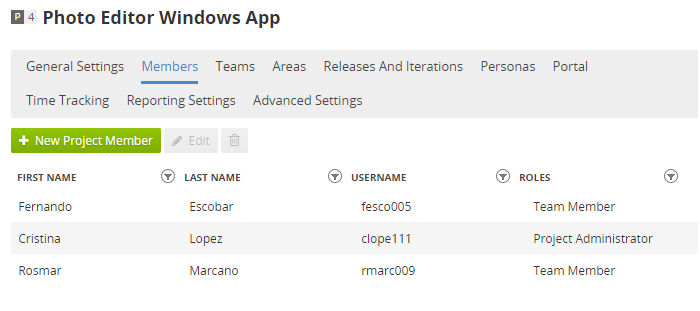 P 4 Photo Editor Windows App
General Settings Members Teams Areas Releases And Iterations Personas Portal
Time Tracking Reporting Settings Advanced Settings
New Project Member Edit
FIRST NAME LAST NAME USERNAME ROLES
Fernando Escobar fesco005 Team Member
Cristina Lopez clope111 Project Administrator
Rosmar Marcano rmarc009 Team Member